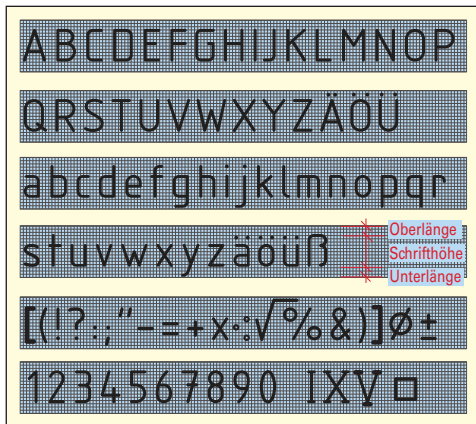 ABCDEFGHIJKLMNOP
QRSTUVWXYZÄÖÜ
abcdefghijklmnopqr
stuvwxyzäöüß
Oberlänge
Schrifthöhe
Unterlänge
[(!?:;"-=+x·:√%&)]ø±
1234567890 IXV□